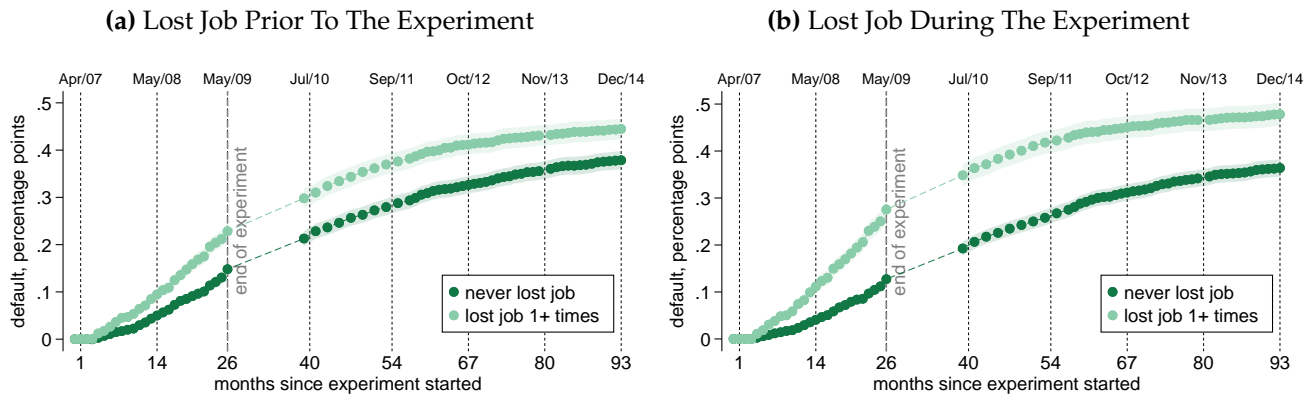 (a) Lost Job Prior To The Experiment
Apr/07 May/08 May/09 Jul/10 Sep/11 Oct/12 Nov/13 Dec/14
default, percentage points
.5
.4
.3
.2
.1
0
end of experiment
never lost job
lost job 1+ times
1 14 26 40 54 67 80 93
months since experiment started
(b) Lost Job During The Experiment
Apr/07 May/08 May/09 Jul/10 Sep/11 Oct/12 Nov/13 Dec/14
default, percentage points
.5
.4
.3
.2
.1
0
end of experiment
never lost job
lost job 1+ times
1 14 26 40 54 67 80 93
months since experiment started